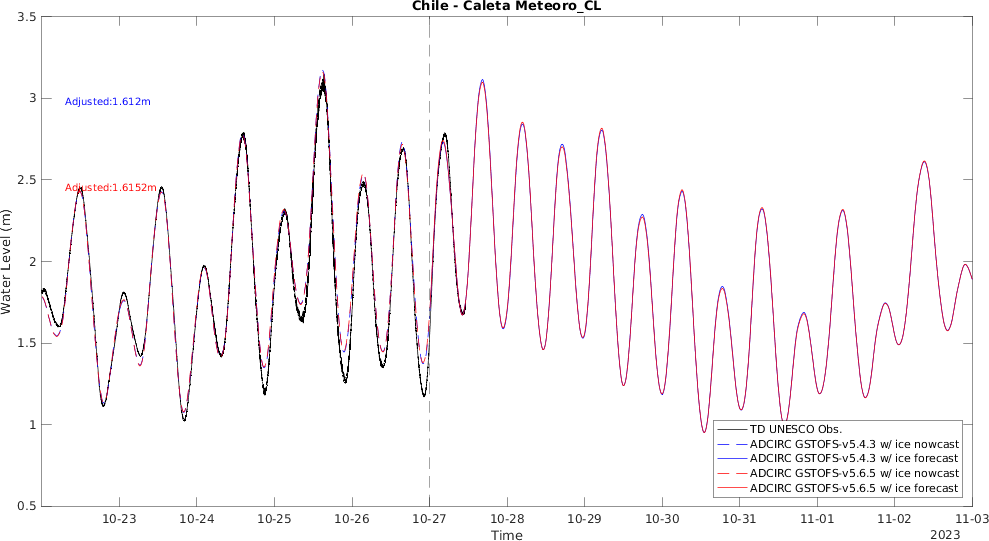 Chile - Caleta Meteoro_CL
3.5
3
2.5
2
1.5
1
0.5
Water Level (m)
Adjusted:1.612m
Adjusted:1.6152m
TD UNESCO Obs.
ADCIRC GSTOFS-v5.4.3 w/ ice nowcast
ADCIRC GSTOFS-v5.4.3 w/ ice forecast
ADCIRC GSTOFS-v5.6.5 w/ ice nowcast
ADCIRC GSTOFS-v5.6.5 w/ ice forecast
10-23 10-24 10-25 10-26 10-27 10-28 10-29 10-30 10-31 11-01 11-02 11-03
Time
2023